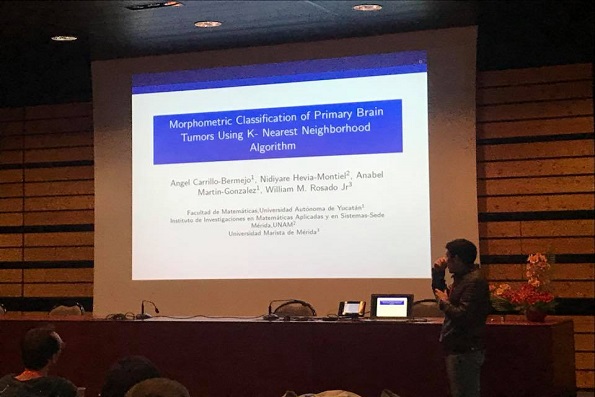 Morphometric Classification of Primary Brain
Tumors Using K- Nearest Neighborhood
Algorithm
Angel Carrillo-Bermejo1, Nidiyare Hevia-Montiel2, Anabel
Martin-Gonzalez1, William M. Rosado Jr3
Facultad de Matemáticas,Universidad Autónoma de Yucatán1
Instituto de Investigaciones en Matemáticas Aplicadas y en Sistemas-Sede
Mérida,UNAM2
Universidad Marista de Mérida3